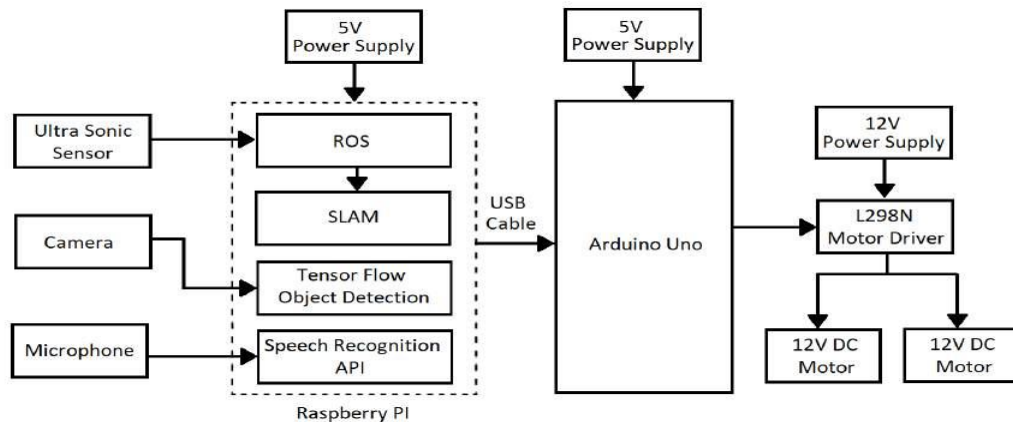 5V
Power Supply
5V
Power Supply
Ultra Sonic
Sensor
ROS
12V
Power Supply
SLAM
USB
Cable
Camera
Arduino Uno
L298N
Motor Driver
Tensor Flow
Object Detection
Microphone
Speech Recognition
API
12V DC
Motor
12V DC
Motor
Raspberry PI